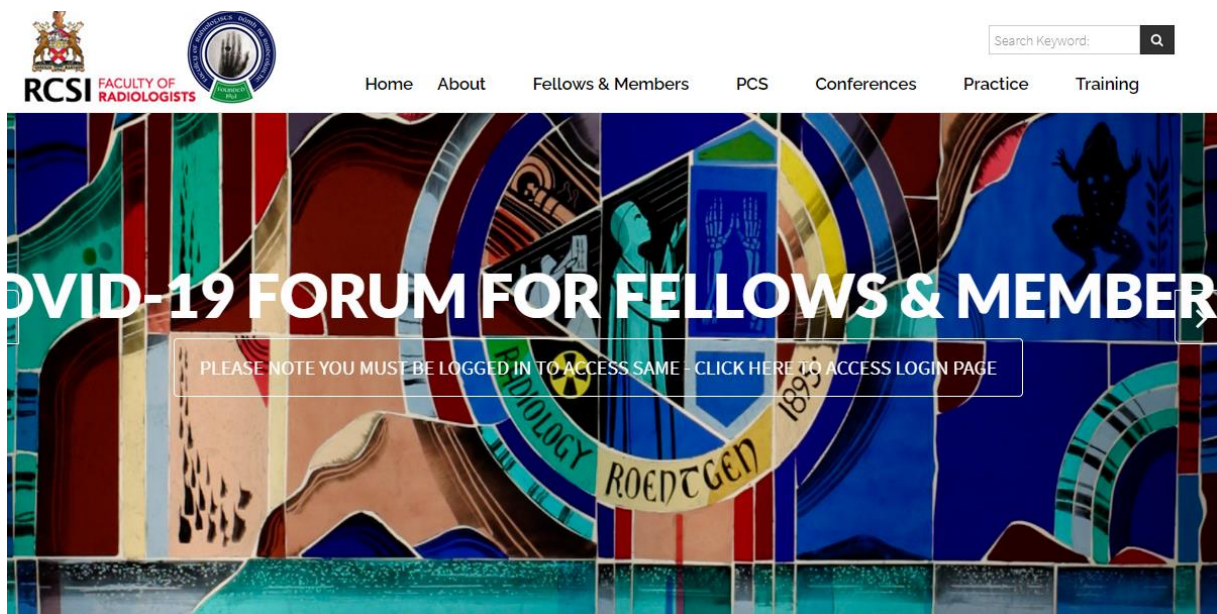 RCSI FACULTY OF RADIOLOGISTS
FOUNDED
Search Keyword:
Home About Fellows & Members PCS Conferences Practice Training
OVID-19 FORUM FOR FELLOWS & MEMBER
PLEASE NOTE YOU MUST BE LOGGED IN TO ACCESS SAME - CLICK HERE TO ACCESS LOGIN PAGE
RADIOLOGY ROENTGEN 1895